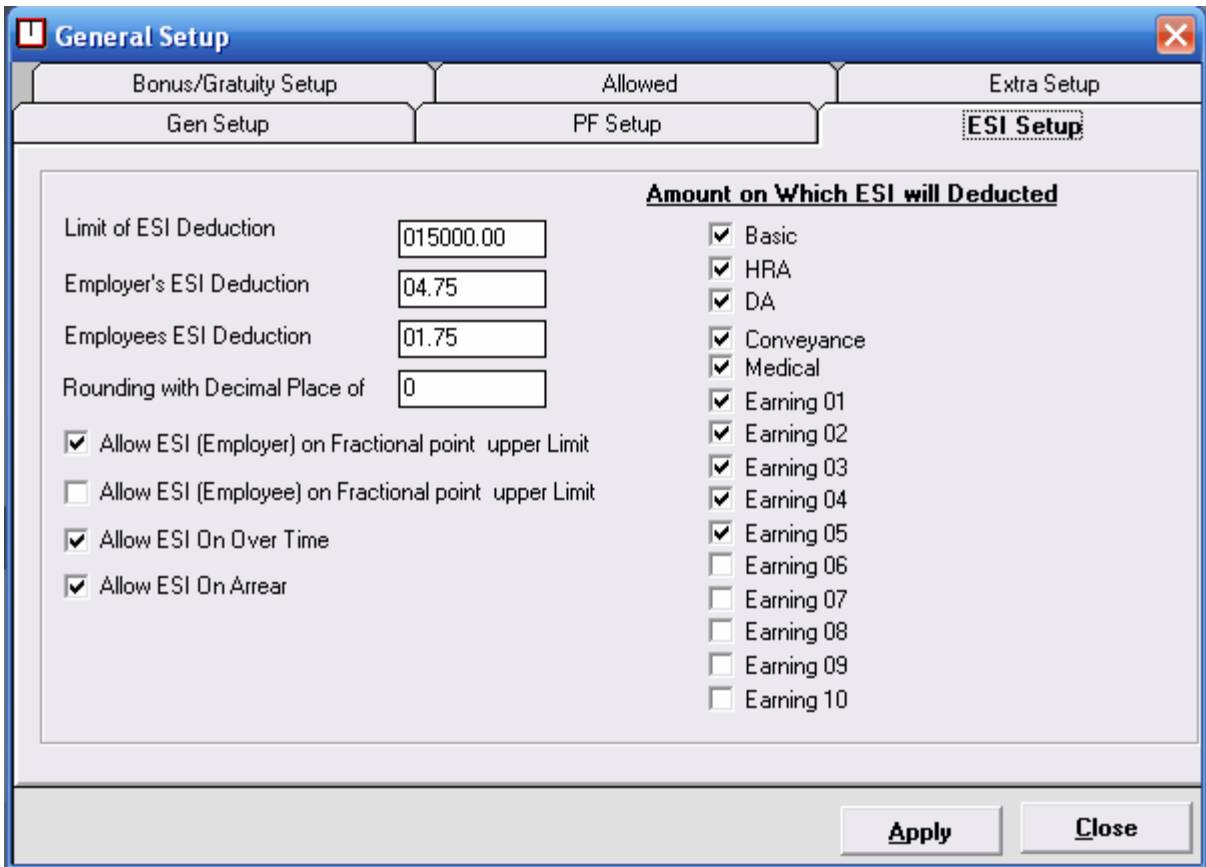 General Setup
Bonus/Gratuity Setup
Allowed
Extra Setup
Gen Setup
PF Setup
ESI Setup
Limit of ESI Deduction
015000.00
Employer's ESI Deduction
04.75
Employees ESI Deduction
01.75
Rounding with Decimal Place of
0
Allow ESI (Employer) on Fractional point upper Limit
Allow ESI (Employee) on Fractional point upper Limit
Allow ESI On Over Time
Allow ESI On Arrear
Amount on Which ESI will Deducted
Basic
HRA
DA
Conveyance
Medical
Earning 01
Earning 02
Earning 03
Earning 04
Earning 05
Earning 06
Earning 07
Earning 08
Earning 09
Earning 10
Apply
Close